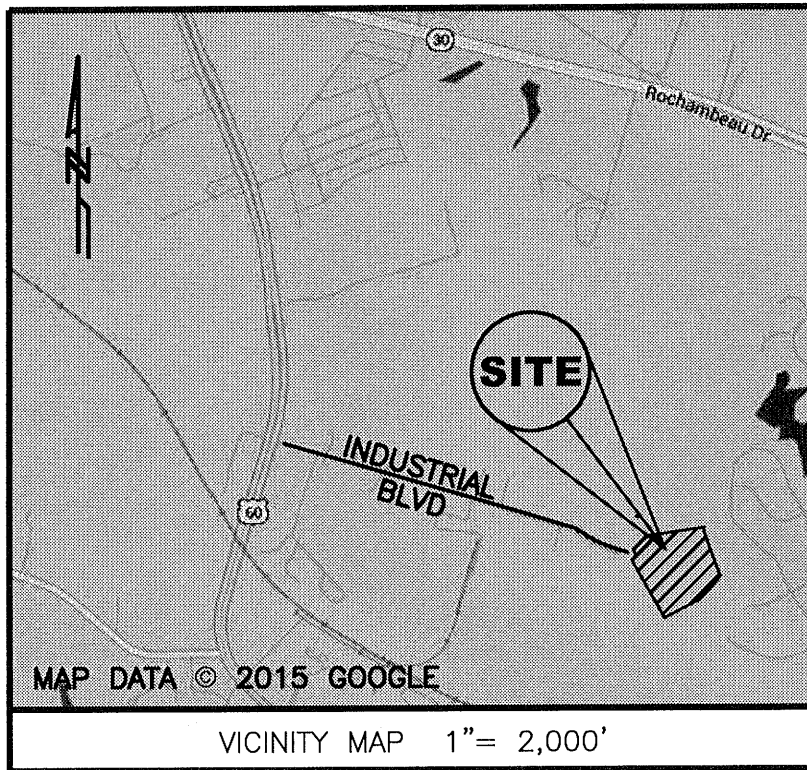 30
Rochambeau Dr
N
SITE
INDUSTRIAL
BLVD
60
MAP DATA © 2015 GOOGLE
VICINITY MAP 1"= 2,000'